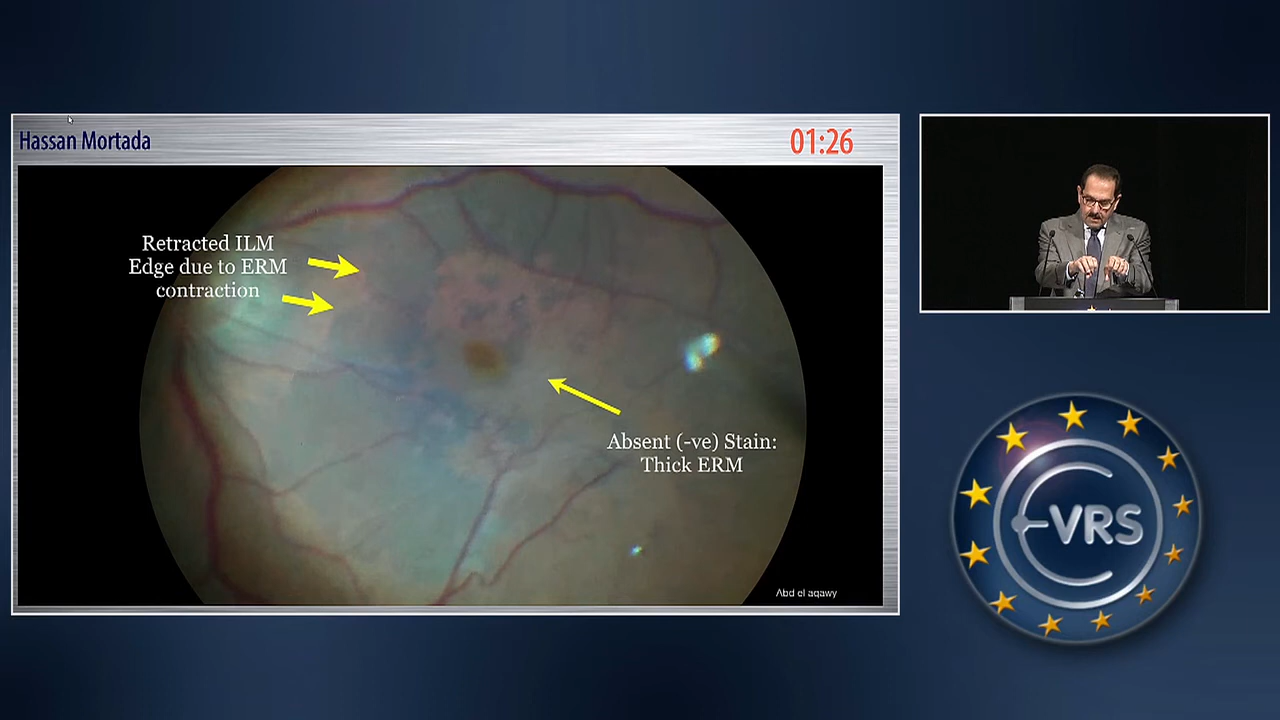 Hassan Mortada
01:26
Retracted ILM
Edge due to ERM
contraction
Absent (-ve) Stain:
Thick ERM
Abd el aqawy
EVRS